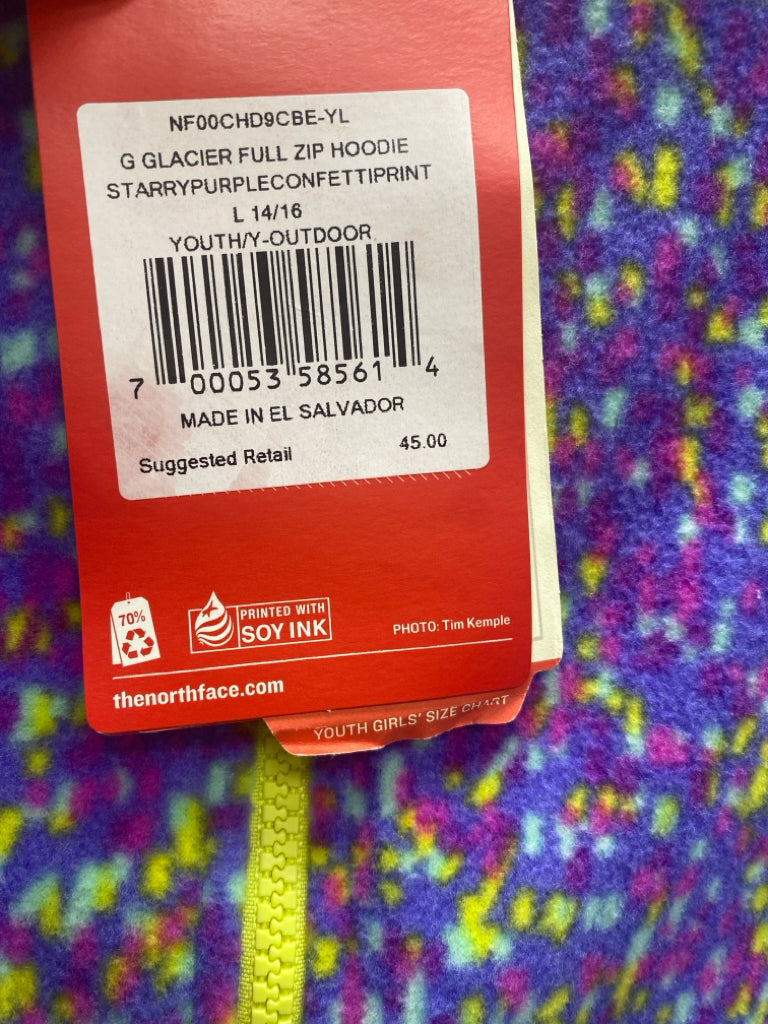 NF00CHD9CBE-YL
G GLACIER FULL ZIP HOODIE
STARRYPURPLECONFETTIPRINT
L 14/16
YOUTH/Y-OUTDOOR
7 00053 58561 4
MADE IN EL SALVADOR
Suggested Retail 45.00
70%
PRINTED WITH
SOY INK
PHOTO: Tim Kemple
thenorthface.com
YOUTH GIRLS' SIZE CHART